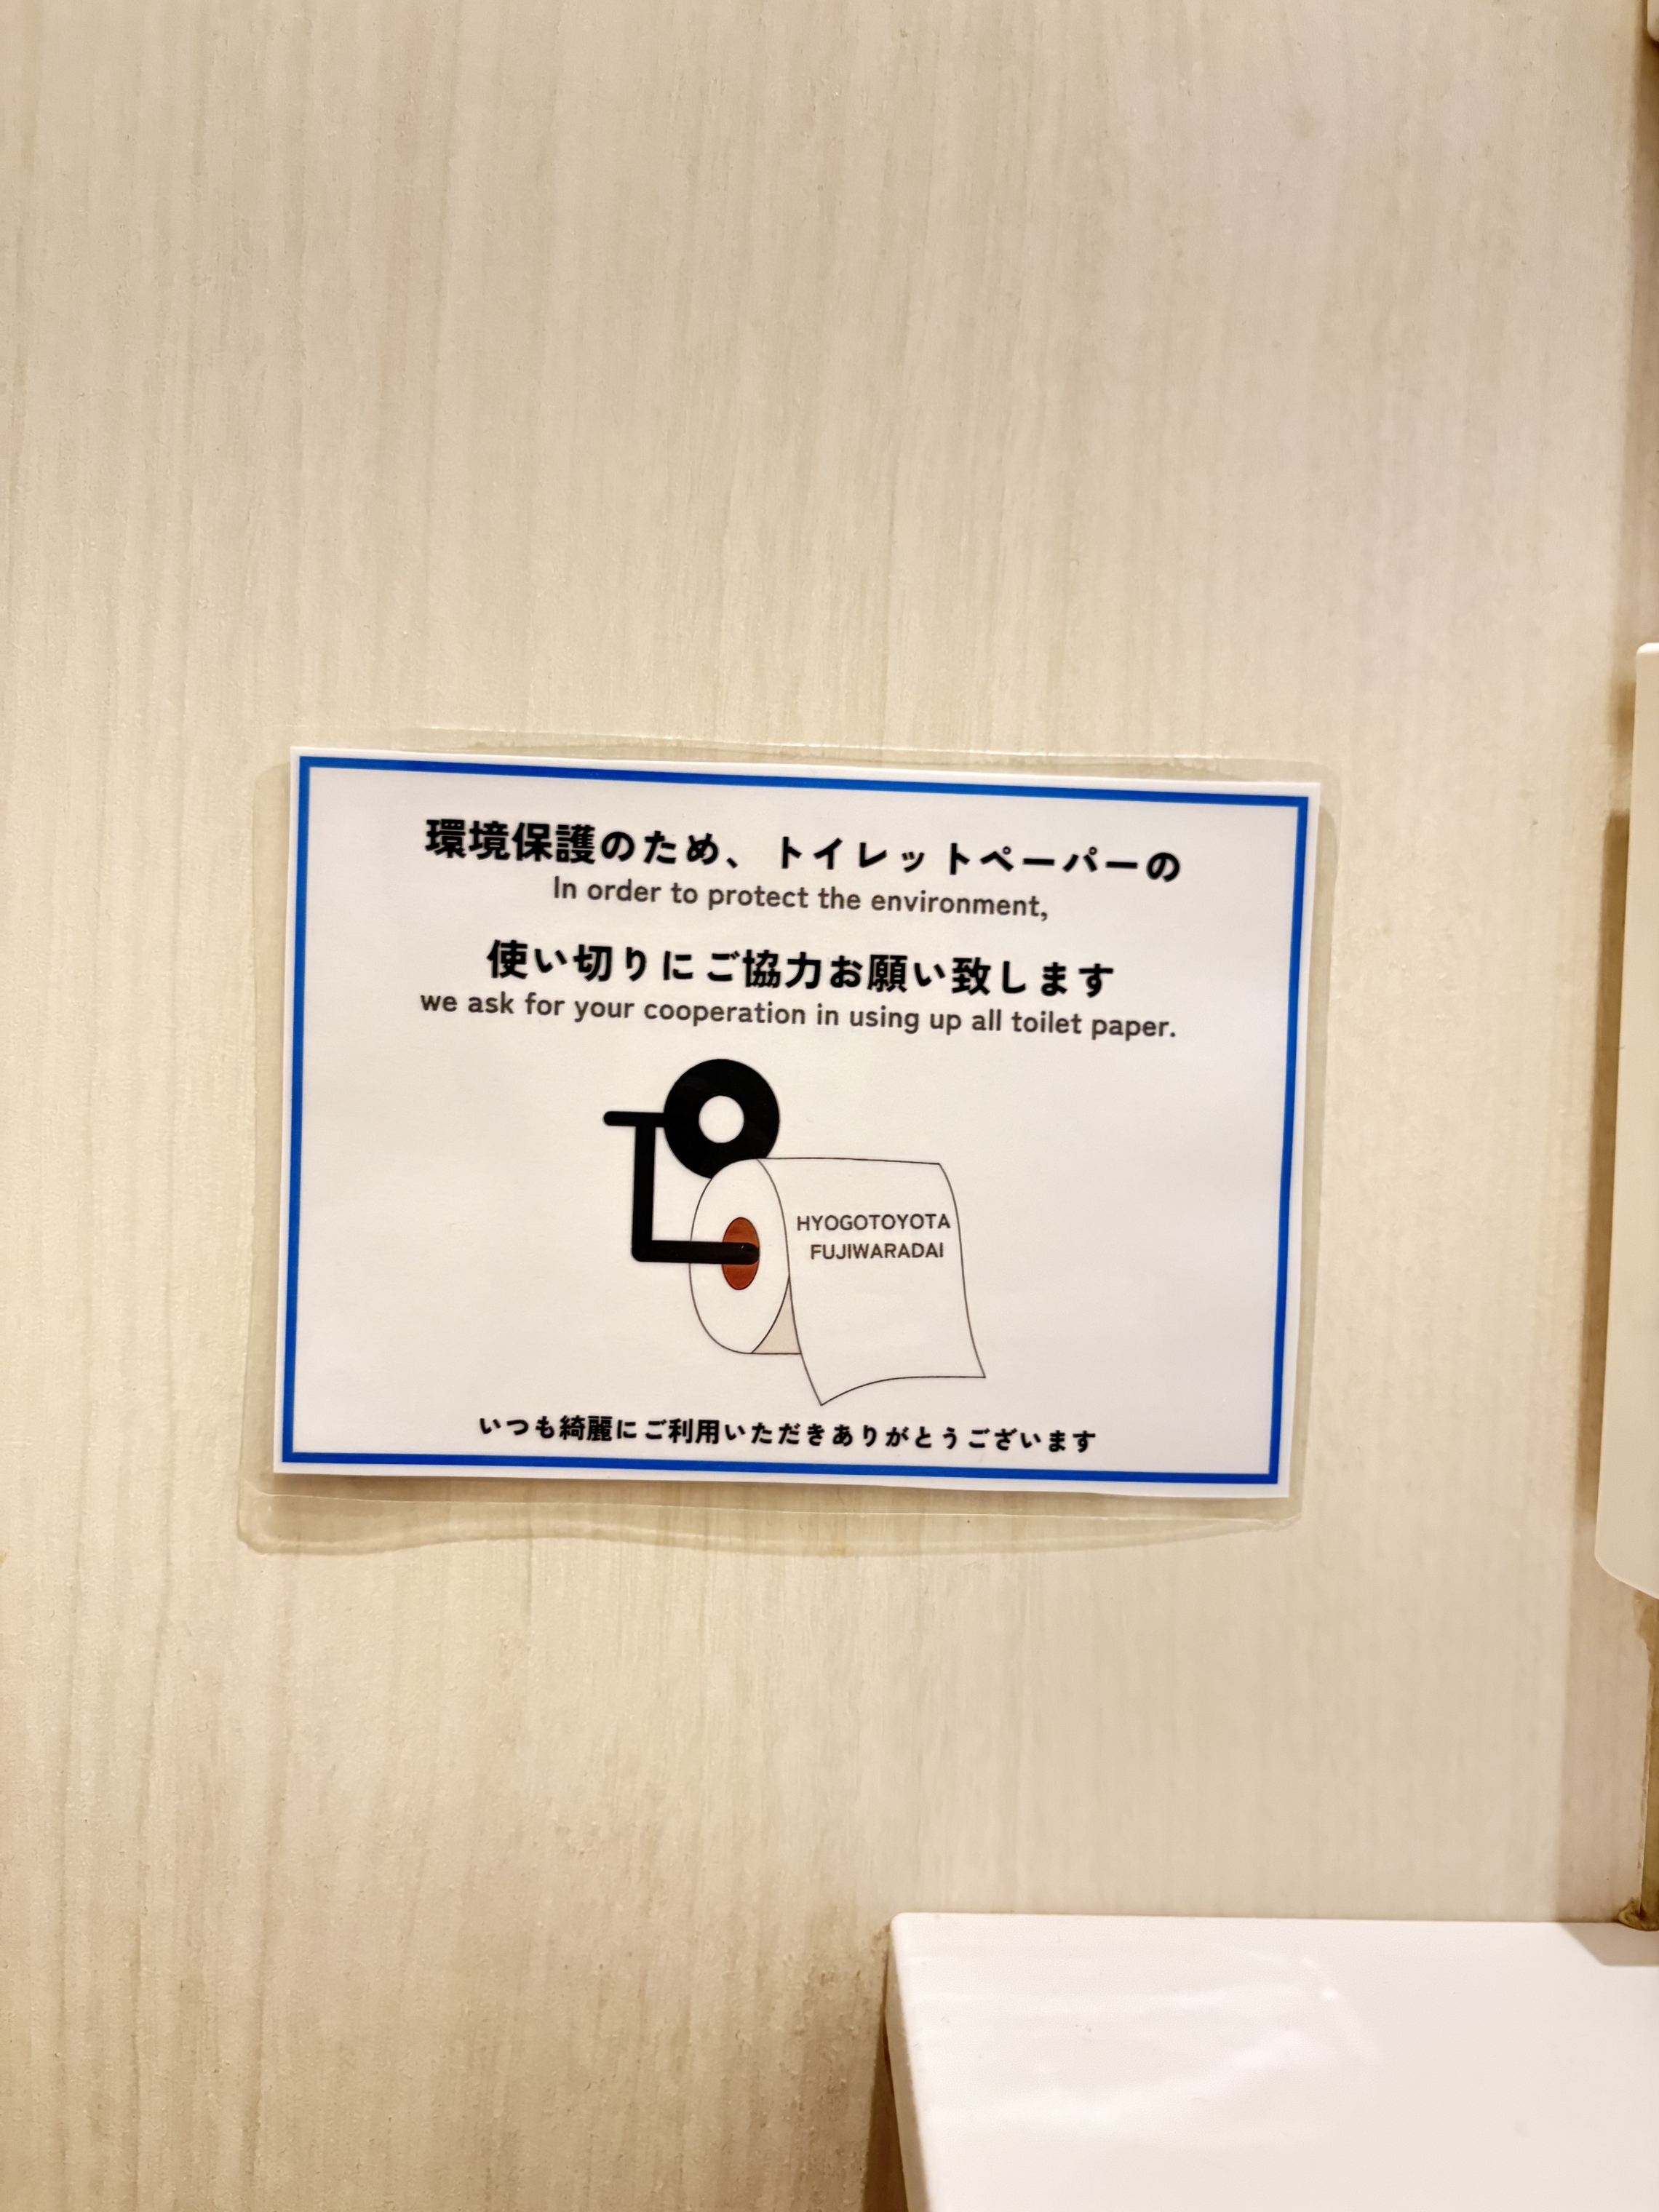 環境保護のため、トイレットペーパーの
In order to protect the environment,
使い切りにご協力お願い致します
we ask for your cooperation in using up all toilet paper.
HYOGOTOYOTA
FUJIWARADAI
いつも綺麗にご利用いただきありがとうございます